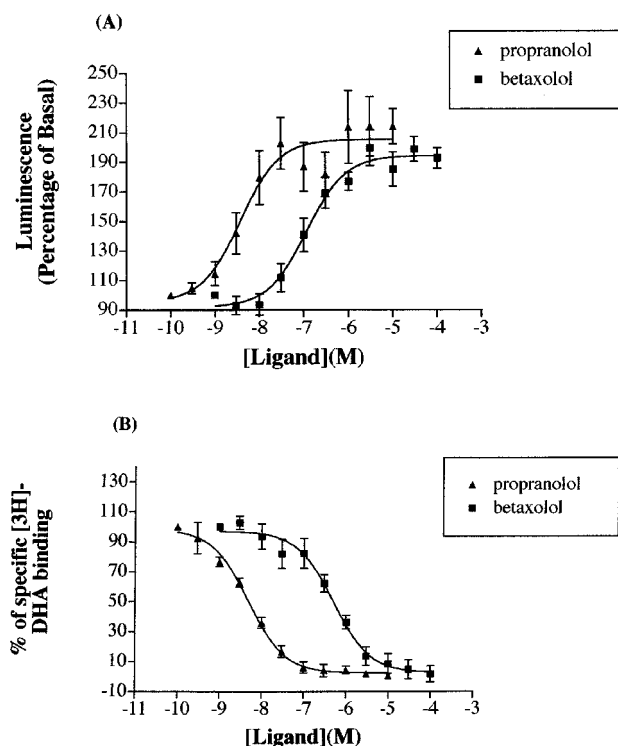 (A)
▲ propranolol
■ betaxolol
Luminescence
(Percentage of Basal)
250
230
210
190
170
150
130
110
90
-11 -10 -9 -8 -7 -6 -5 -4 -3
[Ligand](M)
(B)
▲ propranolol
■ betaxolol
% of specific [3H]-
DHA binding
130
110
90
70
50
30
10
-10
-11 -10 -9 -8 -7 -6 -5 -4 -3
[Ligand](M)